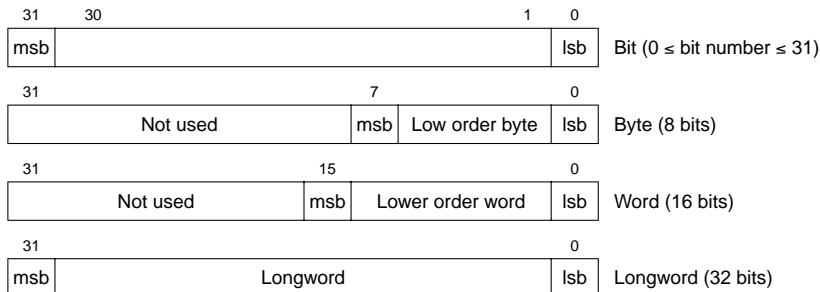 31 30 1 0
msb lsb Bit (0 ≤ bit number ≤ 31)
31 7 0
Not used msb Low order byte lsb Byte (8 bits)
31 15 0
Not used msb Lower order word lsb Word (16 bits)
31 0
msb Longword lsb Longword (32 bits)